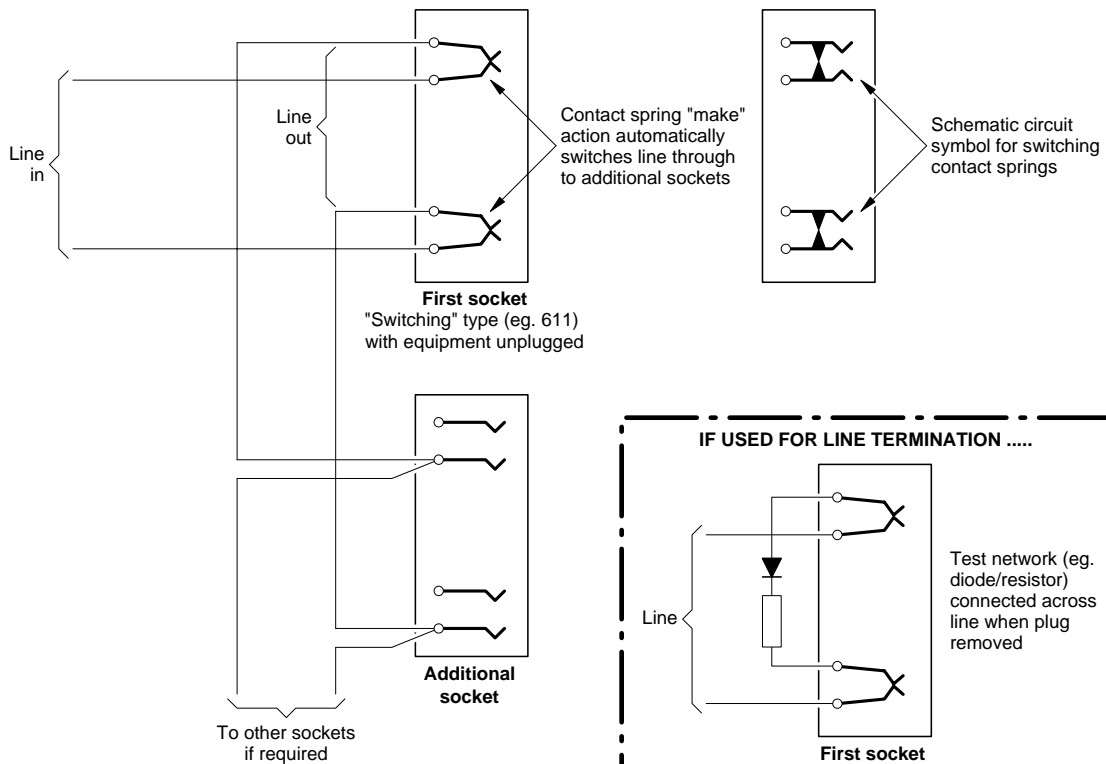 Line
in
Line
out
Contact spring "make"
action automatically
switches line through
to additional sockets
Schematic circuit
symbol for switching
contact springs
First socket
"Switching" type (eg. 611)
with equipment unplugged
Additional
socket
To other sockets
if required
IF USED FOR LINE TERMINATION .....
Line
Test network (eg.
diode/resistor)
connected across
line when plug
removed
First socket